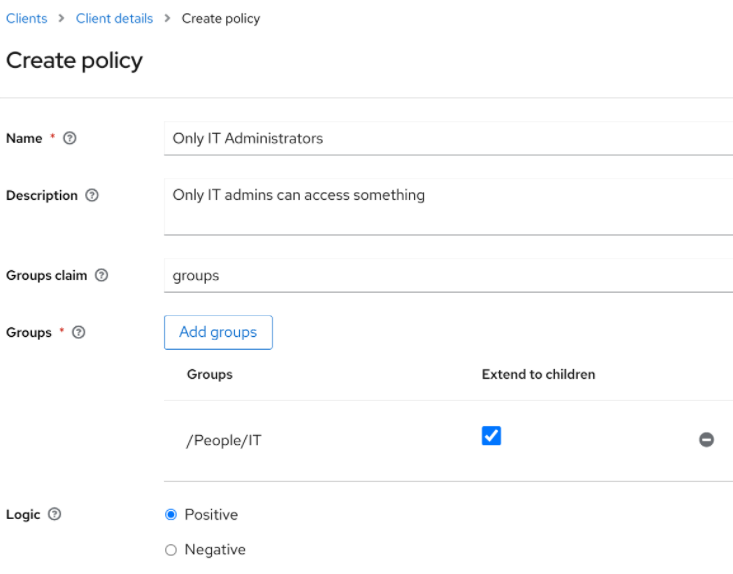 Clients > Client details > Create policy
Create policy
Name * Only IT Administrators
Description Only IT admins can access something
Groups claim groups
Groups * Add groups
Groups Extend to children
/People/IT
Logic Positive
Negative